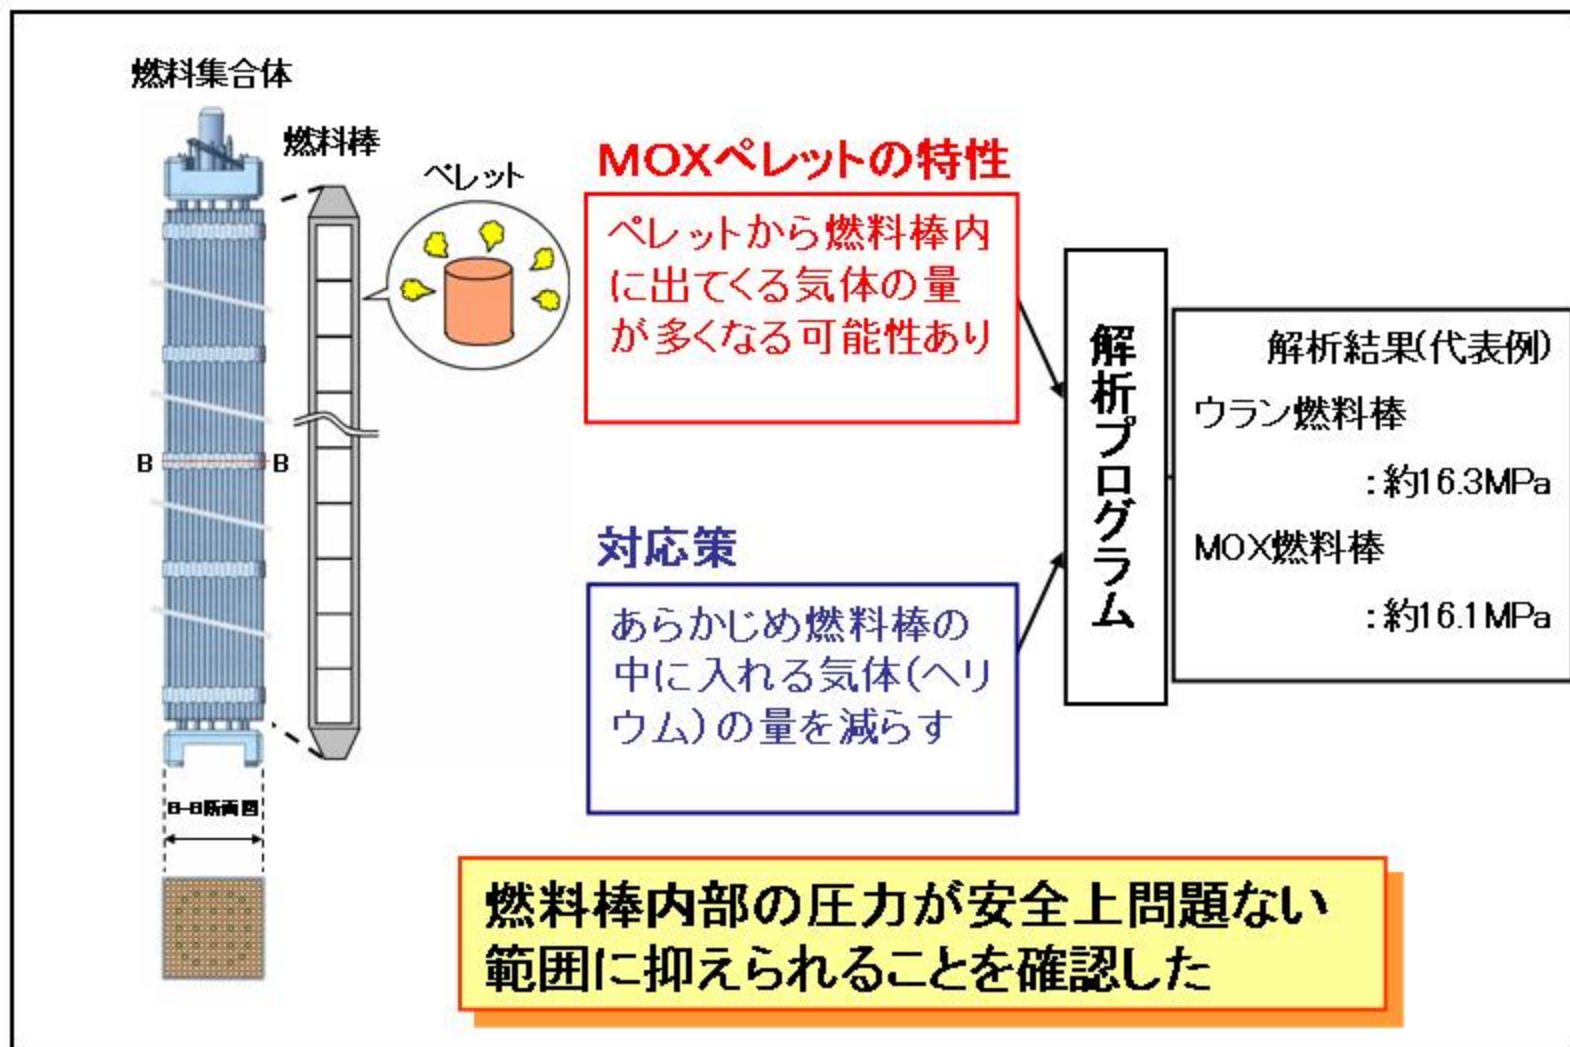 燃料集合体
燃料棒
ペレット
B
B
B-B断面図
MOXペレットの特性
ペレットから燃料棒内
に出てくる気体の量
が多くなる可能性あり
対応策
あらかじめ燃料棒の
中に入れる気体(ヘリ
ウム)の量を減らす
解析プログラム
解析結果(代表例)
ウラン燃料棒
:約16.3MPa
MOX燃料棒
:約16.1MPa
燃料棒内部の圧力が安全上問題ない
範囲に抑えられることを確認した